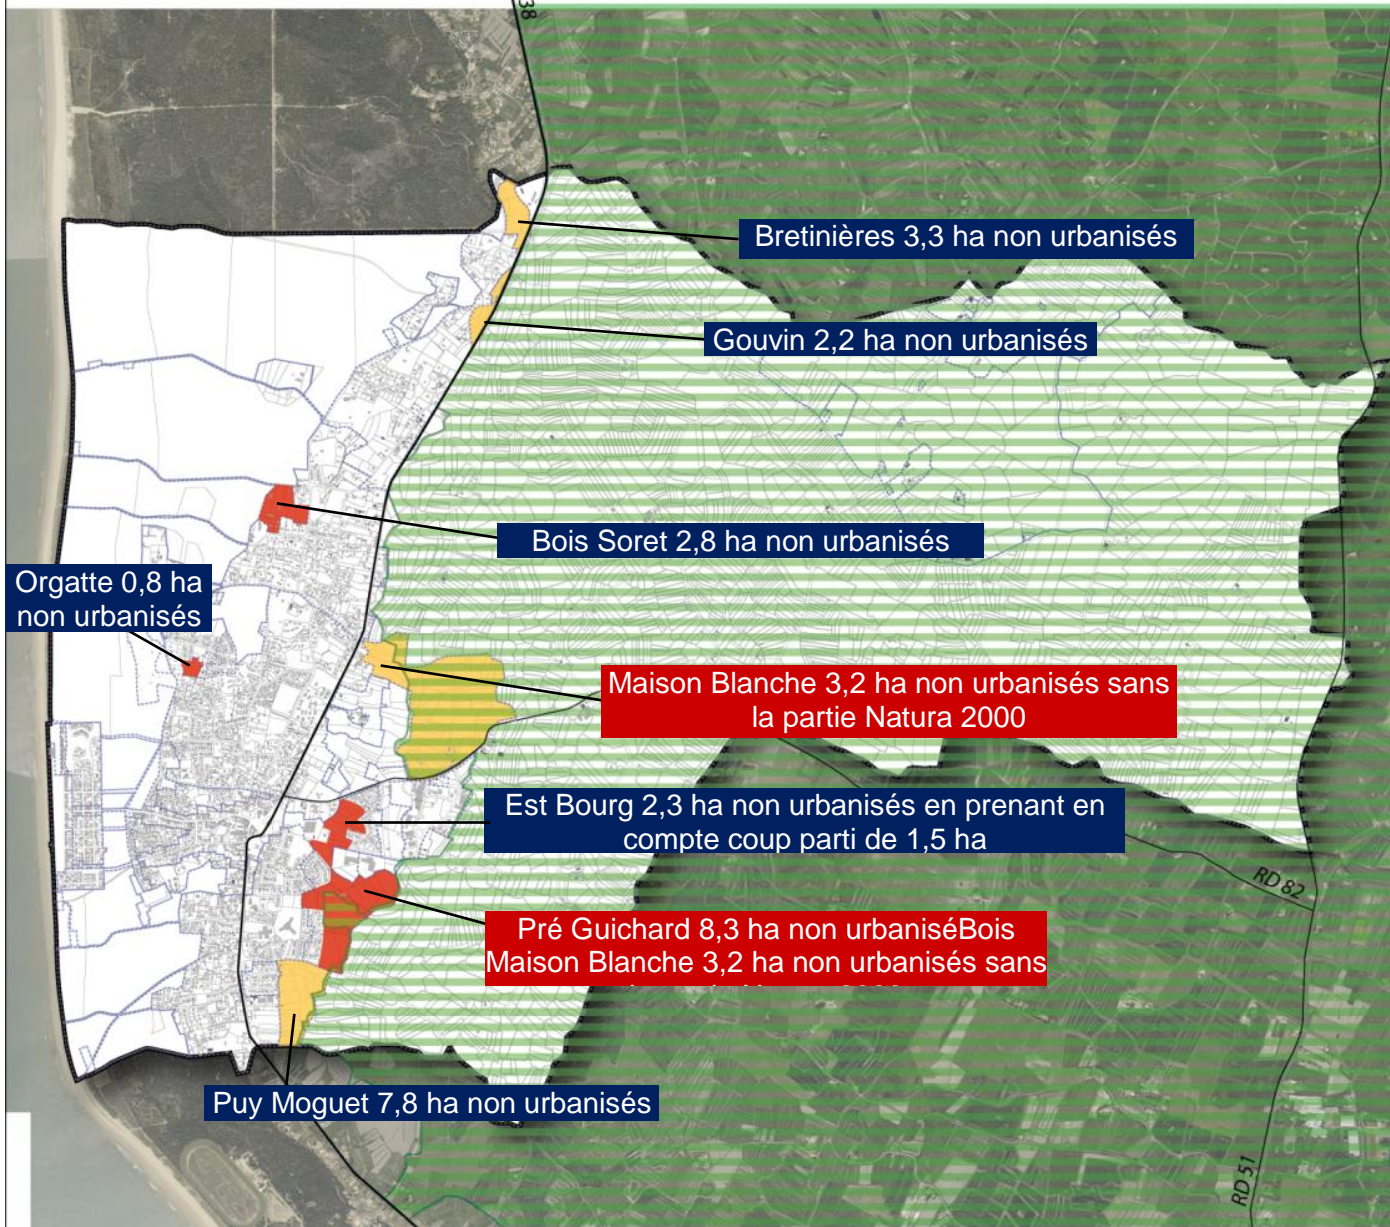 38
Bretinières 3,3 ha non urbanisés
Gouvin 2,2 ha non urbanisés
Bois Soret 2,8 ha non urbanisés
Orgatte 0,8 ha
non urbanisés
Maison Blanche 3,2 ha non urbanisés sans
la partie Natura 2000
Est Bourg 2,3 ha non urbanisés en prenant en
compte coup parti de 1,5 ha
RD 82
Pré Guichard 8,3 ha non urbaniséBois
Maison Blanche 3,2 ha non urbanisés sans
Puy Moguet 7,8 ha non urbanisés
RD 51